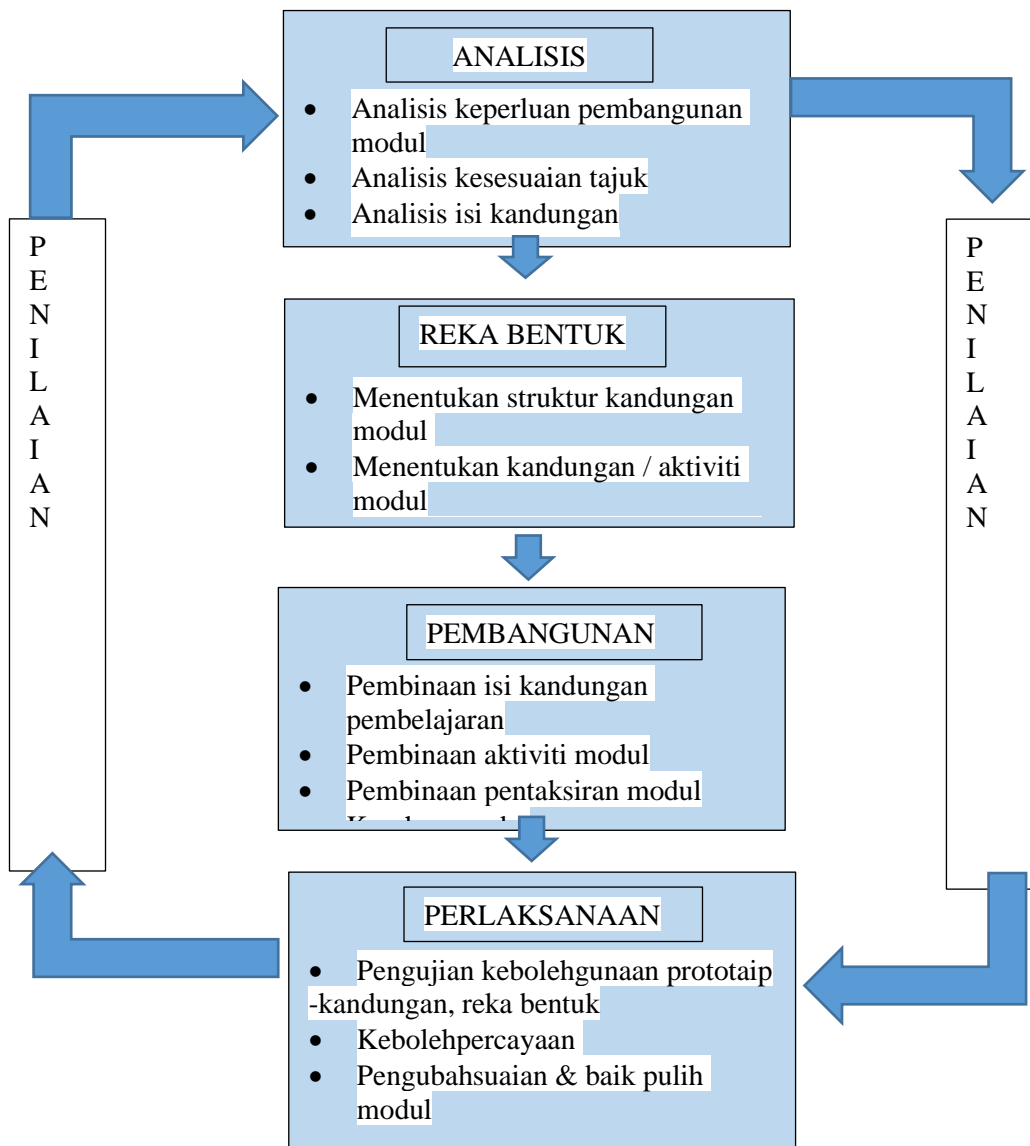 ANALISIS
• Analisis keperluan pembangunan
modul
• Analisis kesesuaian tajuk
• Analisis isi kandungan
P
E
N
I
L
A
I
A
N
REKA BENTUK
• Menentukan struktur kandungan
modul
• Menentukan kandungan / aktiviti
modul
P
E
N
I
L
A
I
A
N
PEMBANGUNAN
• Pembinaan isi kandungan
pembelajaran
• Pembinaan aktiviti modul
• Pembinaan pentaksiran modul
PERLAKSANAAN
• Pengujian kebolehgunaan prototaip
-kandungan, reka bentuk
• Kebolehpercayaan
• Pengubahsuaian & baik pulih
modul